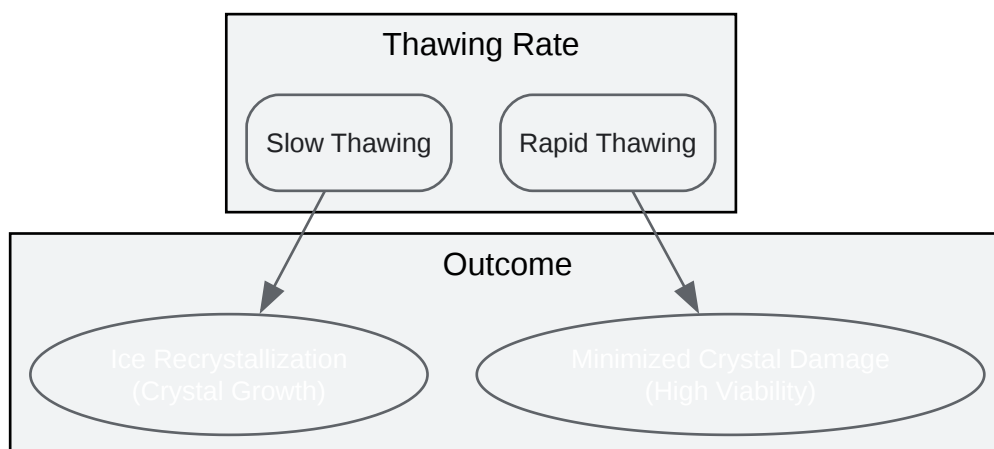 Thawing Rate
Slow Thawing
Rapid Thawing
Outcome
Ice Recrystallization
(Crystal Growth)
Minimized Crystal Damage
(High Viability)